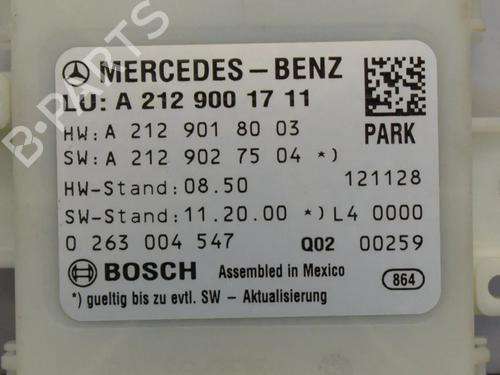 MERCEDES-BENZ
LU: A 212 900 17 11
HW: A 212 901 80 03
SW: A 212 902 75 04 *)
PARK
HW-Stand: 08.50
121128
SW-Stand: 11.20.00 *) L4 0000
0 263 004 547
Q02 00259
BOSCH Assembled in Mexico
864
*) gueltig bis zu evtl. SW - Aktualisierung
B-PARTS